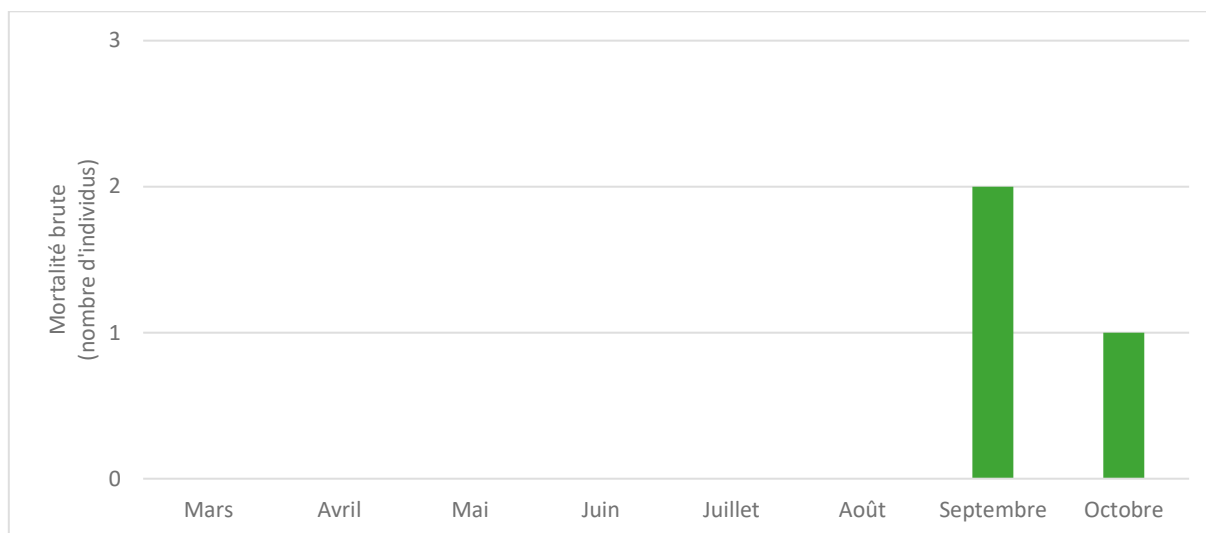 3
2
1
0
Mortalité brute
(nombre d'individus)
Mars Avril Mai Juin Juillet Août Septembre Octobre